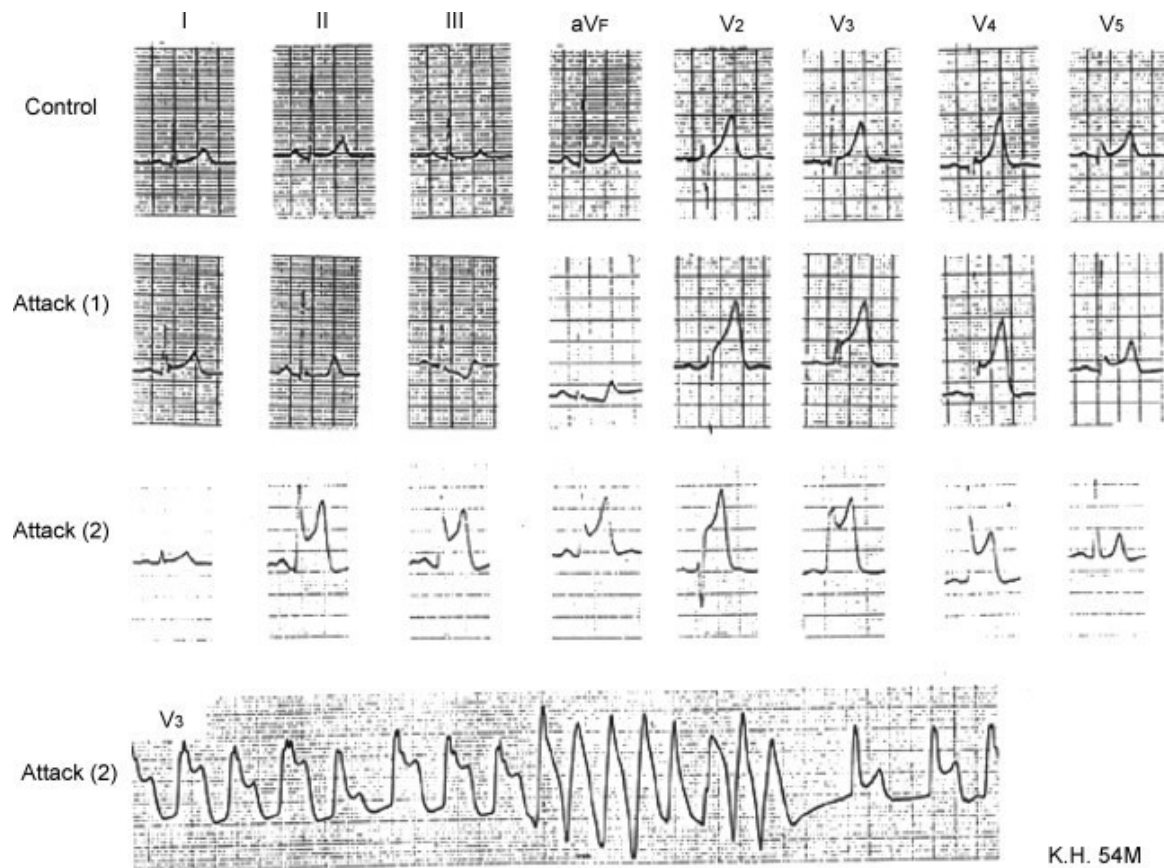 I II III aVF V2 V3 V4 V5
Control
Attack (1)
Attack (2)
V3
Attack (2)
K.H. 54M